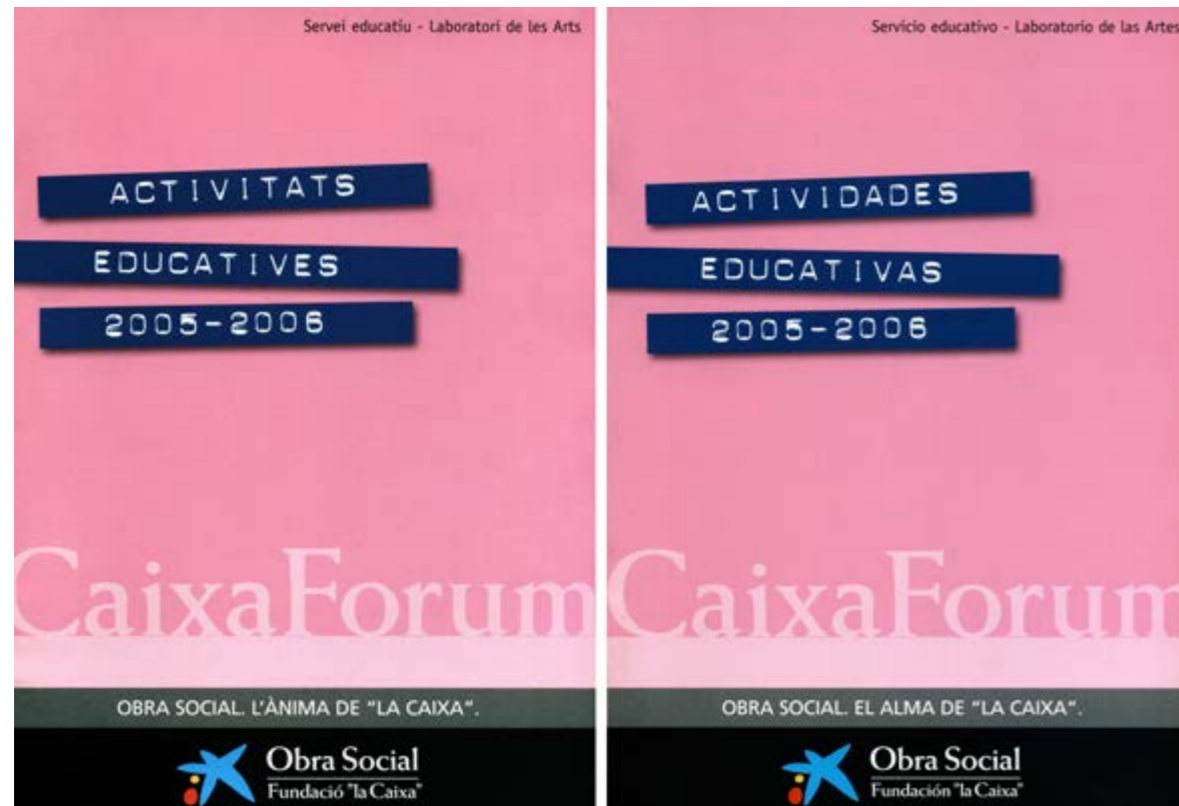 Servei educatiu - Laboratori de les Arts
ACTIVITATS
EDUCATIVES
2005-2006
CaixaForum
OBRA SOCIAL. L'ÀNIMA DE "LA CAIXA".
Obra Social
Fundació "la Caixa"
Servicio educativo - Laboratorio de las Artes
ACTIVIDADES
EDUCATIVAS
2005-2006
CaixaForum
OBRA SOCIAL. EL ALMA DE "LA CAIXA".
Obra Social
Fundación "la Caixa"